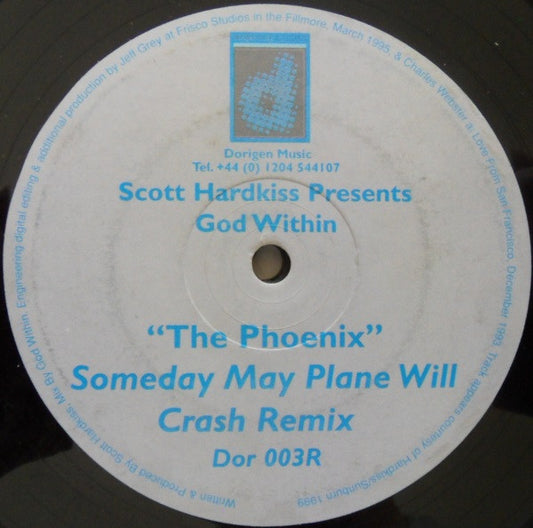 d
Dorigen Music
Tel. +44 (0) 1204 544107
Scott Hardkiss Presents
God Within
“The Phoenix”
Someday May Plane Will
Crash Remix
Dor 003R
Written & Produced By Scott Hardkiss, Mix By God Within. Engineering digital editing & additional production by Jeff Grey at Frisco Studios in the Fillmore, March 1995, & Charles Webster a: Love From San-Francisco, December 1993. Track appears courtesy of Hardkiss/Sunburn 1999